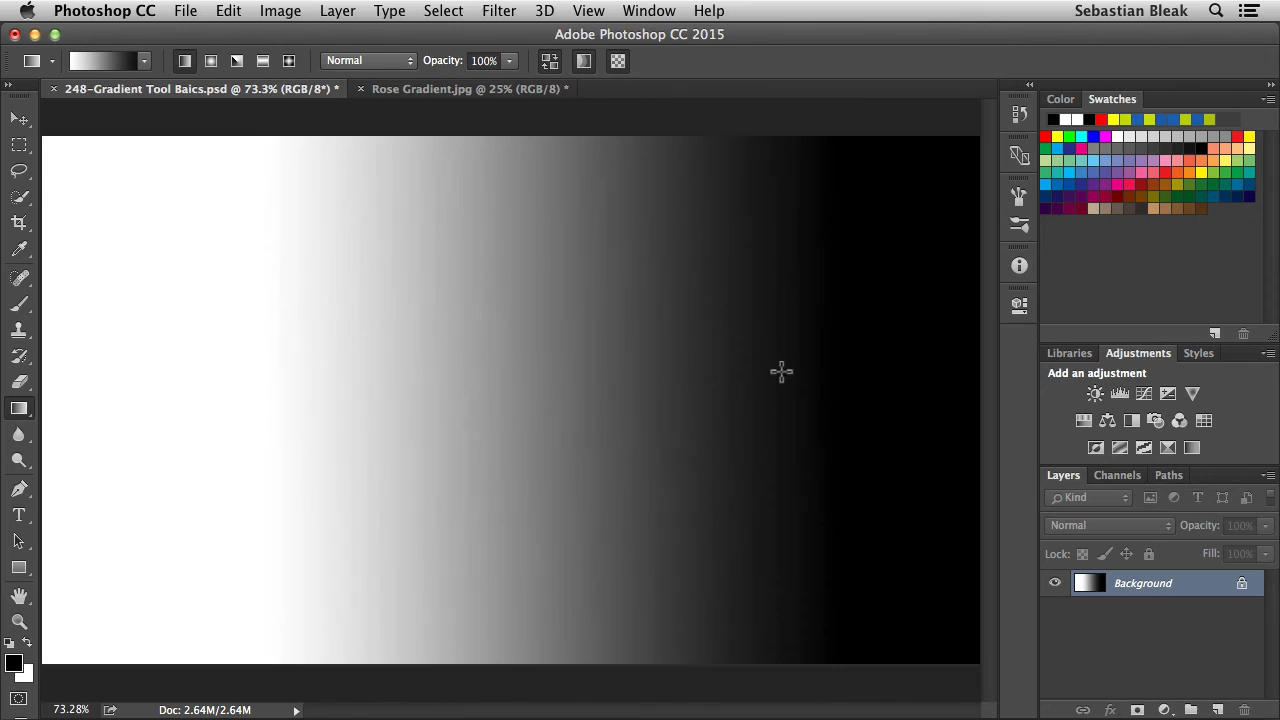 Photoshop CC File Edit Image Layer Type Select Filter 3D View Window Help Sebastian Bleak
Adobe Photoshop CC 2015
Normal Opacity: 100%
248-Gradient Tool Baics.psd @ 73.3% (RGB/8*) * Rose Gradient.jpg @ 25% (RGB/8) *
Color Swatches
Libraries Adjustments Styles
Add an adjustment
Layers Channels Paths
Kind
Normal Opacity: 100%
Lock: Fill: 100%
Background
73.28% Doc: 2.64M/2.64M